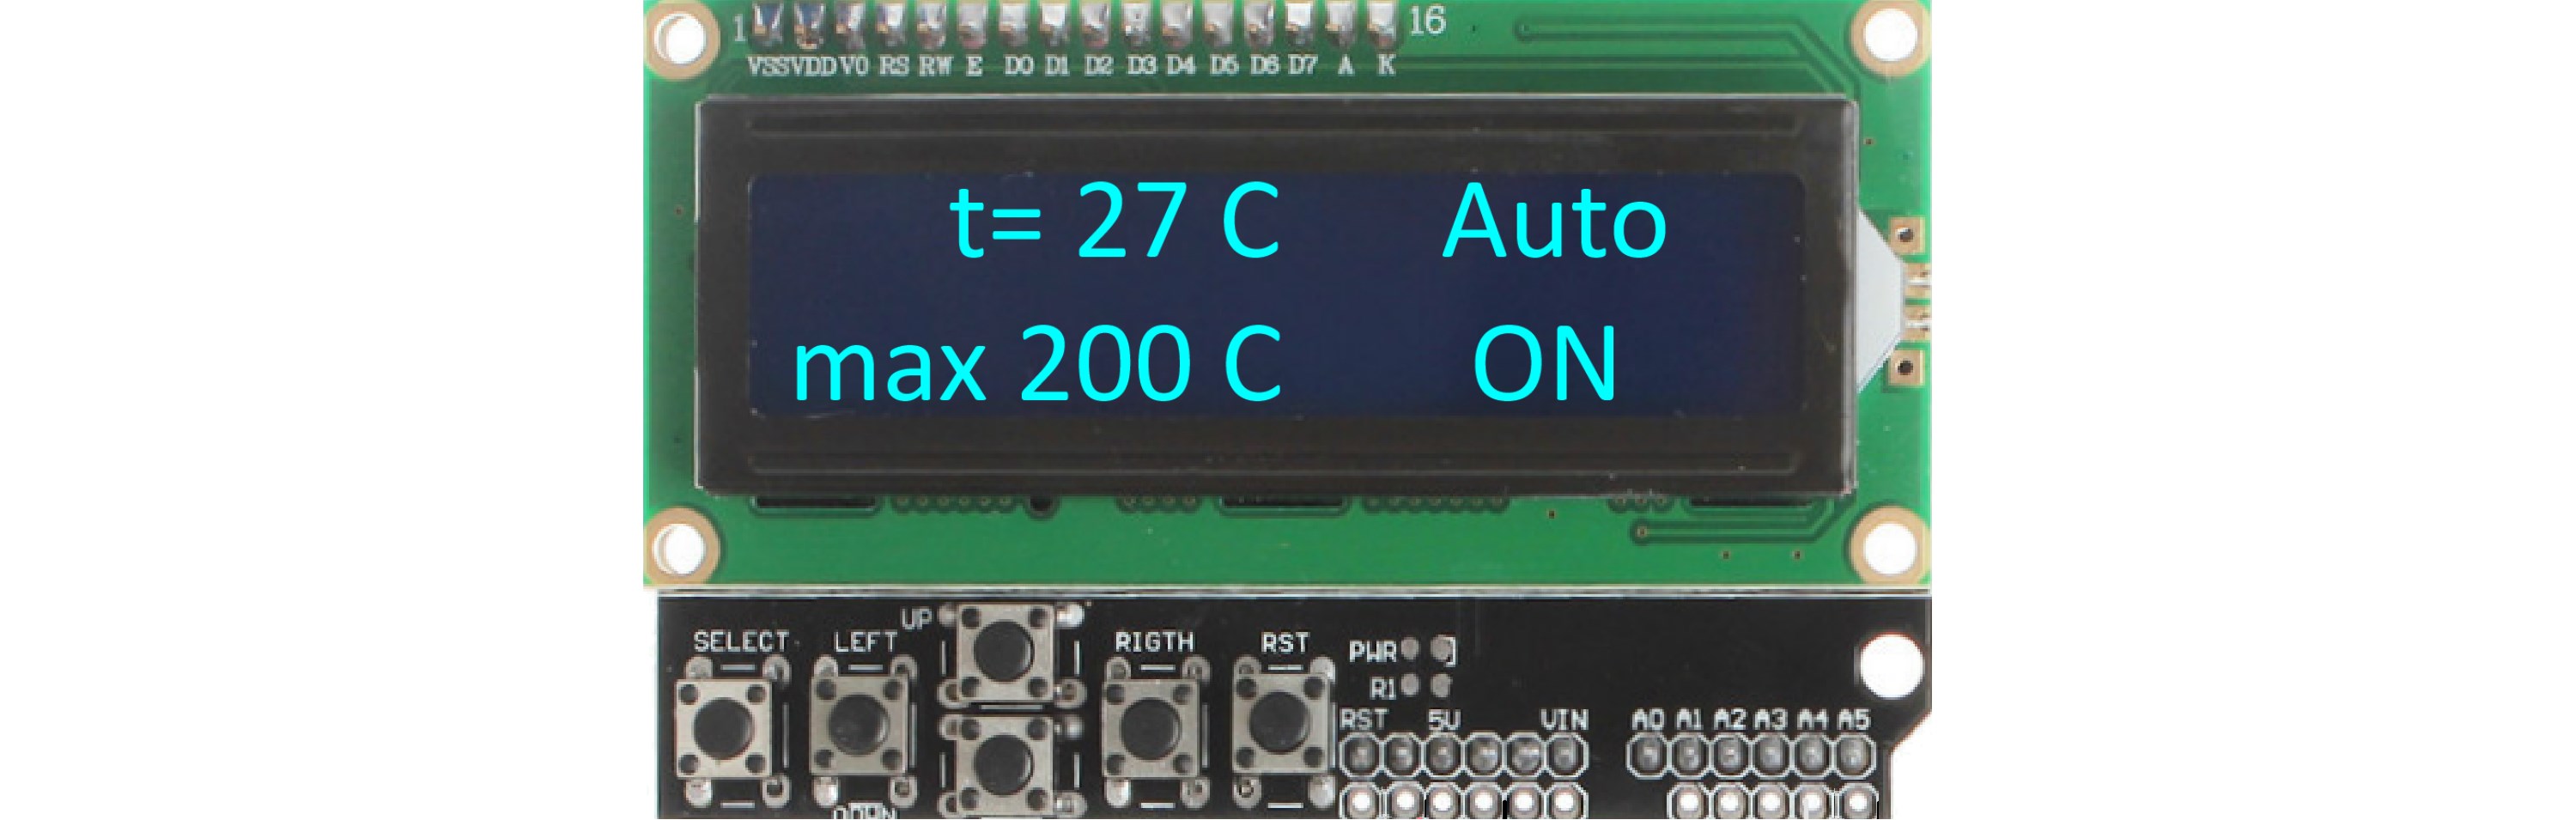 1 16
VSS VDD V0 RS RW E D0 D1 D2 D3 D4 D5 D6 D7 A K
t= 27 C Auto
max 200 C ON
UP
SELECT LEFT RIGTH RST PWR
R1
RST 5V VIN A0 A1 A2 A3 A4 A5